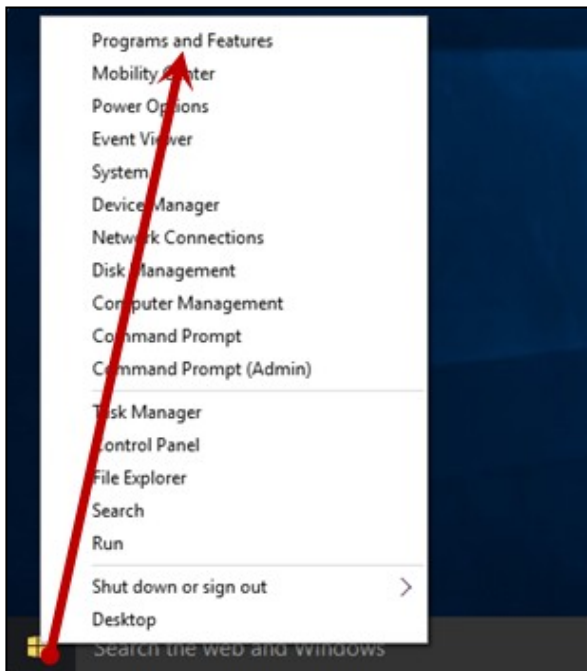 Programs and Features
Mobility Center
Power Options
Event Viewer
System
Device Manager
Network Connections
Disk Management
Computer Management
Command Prompt
Command Prompt (Admin)
Task Manager
Control Panel
File Explorer
Search
Run
Shut down or sign out
Desktop
Search the web and Windows